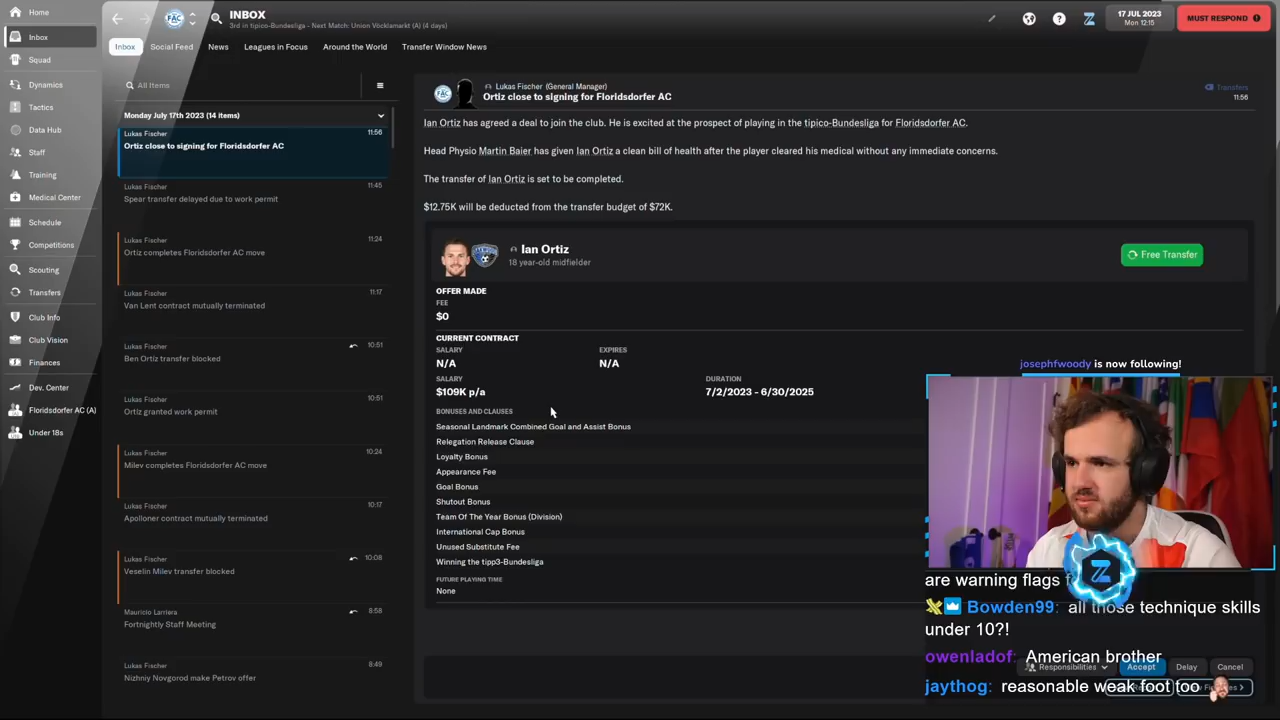 Home
Inbox
Squad
Dynamics
Tactics
Data Hub
Staff
Training
Medical Center
Schedule
Competitions
Scouting
Transfers
Club Info
Club Vision
Finances
Dev. Center
Floridsdorfer AC (A)
Under 18s
FAC
INBOX
3rd in tipico-Bundesliga - Next Match: Union Vöcklamarkt (A) (4 days)
17 JUL 2023
Mon 12:15
MUST RESPOND
Inbox
Social Feed
News
Leagues in Focus
Around the World
Transfer Window News
All Items
Monday July 17th 2023 (14 items)
Lukas Fischer 11:56
Ortiz close to signing for Floridsdorfer AC
Lukas Fischer 11:45
Spear transfer delayed due to work permit
Lukas Fischer 11:24
Ortiz completes Floridsdorfer AC move
Lukas Fischer 11:17
Van Lent contract mutually terminated
Lukas Fischer 10:51
Ben Ortíz transfer blocked
Lukas Fischer 10:51
Ortiz granted work permit
Lukas Fischer 10:24
Milev completes Floridsdorfer AC move
Lukas Fischer 10:17
Apolloner contract mutually terminated
Lukas Fischer 10:08
Veselin Milev transfer blocked
Mauricio Larriera 8:58
Fortnightly Staff Meeting
Lukas Fischer 8:49
Nizhniy Novgorod make Petrov offer
FAC
Lukas Fischer (General Manager)
Ortiz close to signing for Floridsdorfer AC
Transfers
11:56
Ian Ortiz has agreed a deal to join the club. He is excited at the prospect of playing in the tipico-Bundesliga for Floridsdorfer AC.
Head Physio Martin Baier has given Ian Ortiz a clean bill of health after the player cleared his medical without any immediate concerns.
The transfer of Ian Ortiz is set to be completed.
$12.75K will be deducted from the transfer budget of $72K.
Ian Ortiz
18 year-old midfielder
Free Transfer
OFFER MADE
FEE
$0
CURRENT CONTRACT
SALARY EXPIRES
N/A N/A
SALARY DURATION
$109K p/a 7/2/2023 - 6/30/2025
BONUSES AND CLAUSES
Seasonal Landmark Combined Goal and Assist Bonus
Relegation Release Clause
Loyalty Bonus
Appearance Fee
Goal Bonus
Shutout Bonus
Team Of The Year Bonus (Division)
International Cap Bonus
Unused Substitute Fee
Winning the tipp3-Bundesliga
FUTURE PLAYING TIME
None
josephfwoody is now following!
are warning flags f
Bowden99: all those technique skills
under 10?!
owenladof: American brother
Responsibilities
Accept
Delay
Cancel
jaythog: reasonable weak foot too